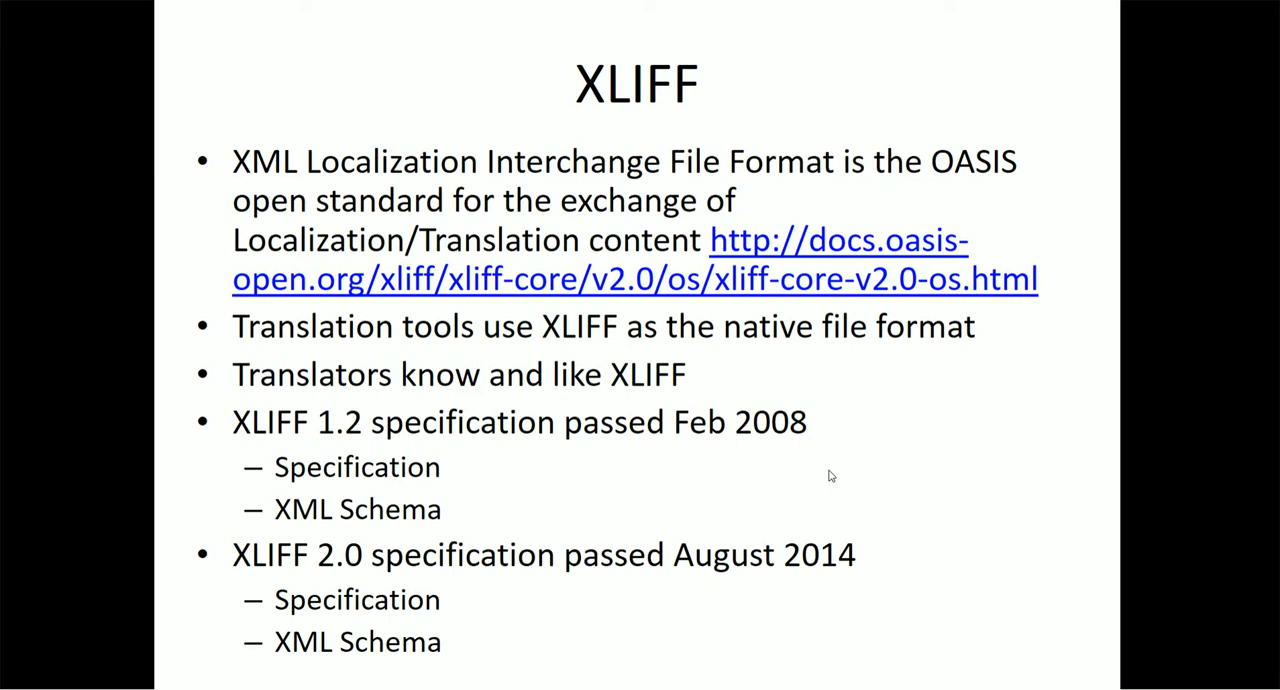 XLIFF
• XML Localization Interchange File Format is the OASIS
open standard for the exchange of
Localization/Translation content http://docs.oasis-
open.org/xliff/xliff-core/v2.0/os/xliff-core-v2.0-os.html
• Translation tools use XLIFF as the native file format
• Translators know and like XLIFF
• XLIFF 1.2 specification passed Feb 2008
– Specification
– XML Schema
• XLIFF 2.0 specification passed August 2014
– Specification
– XML Schema